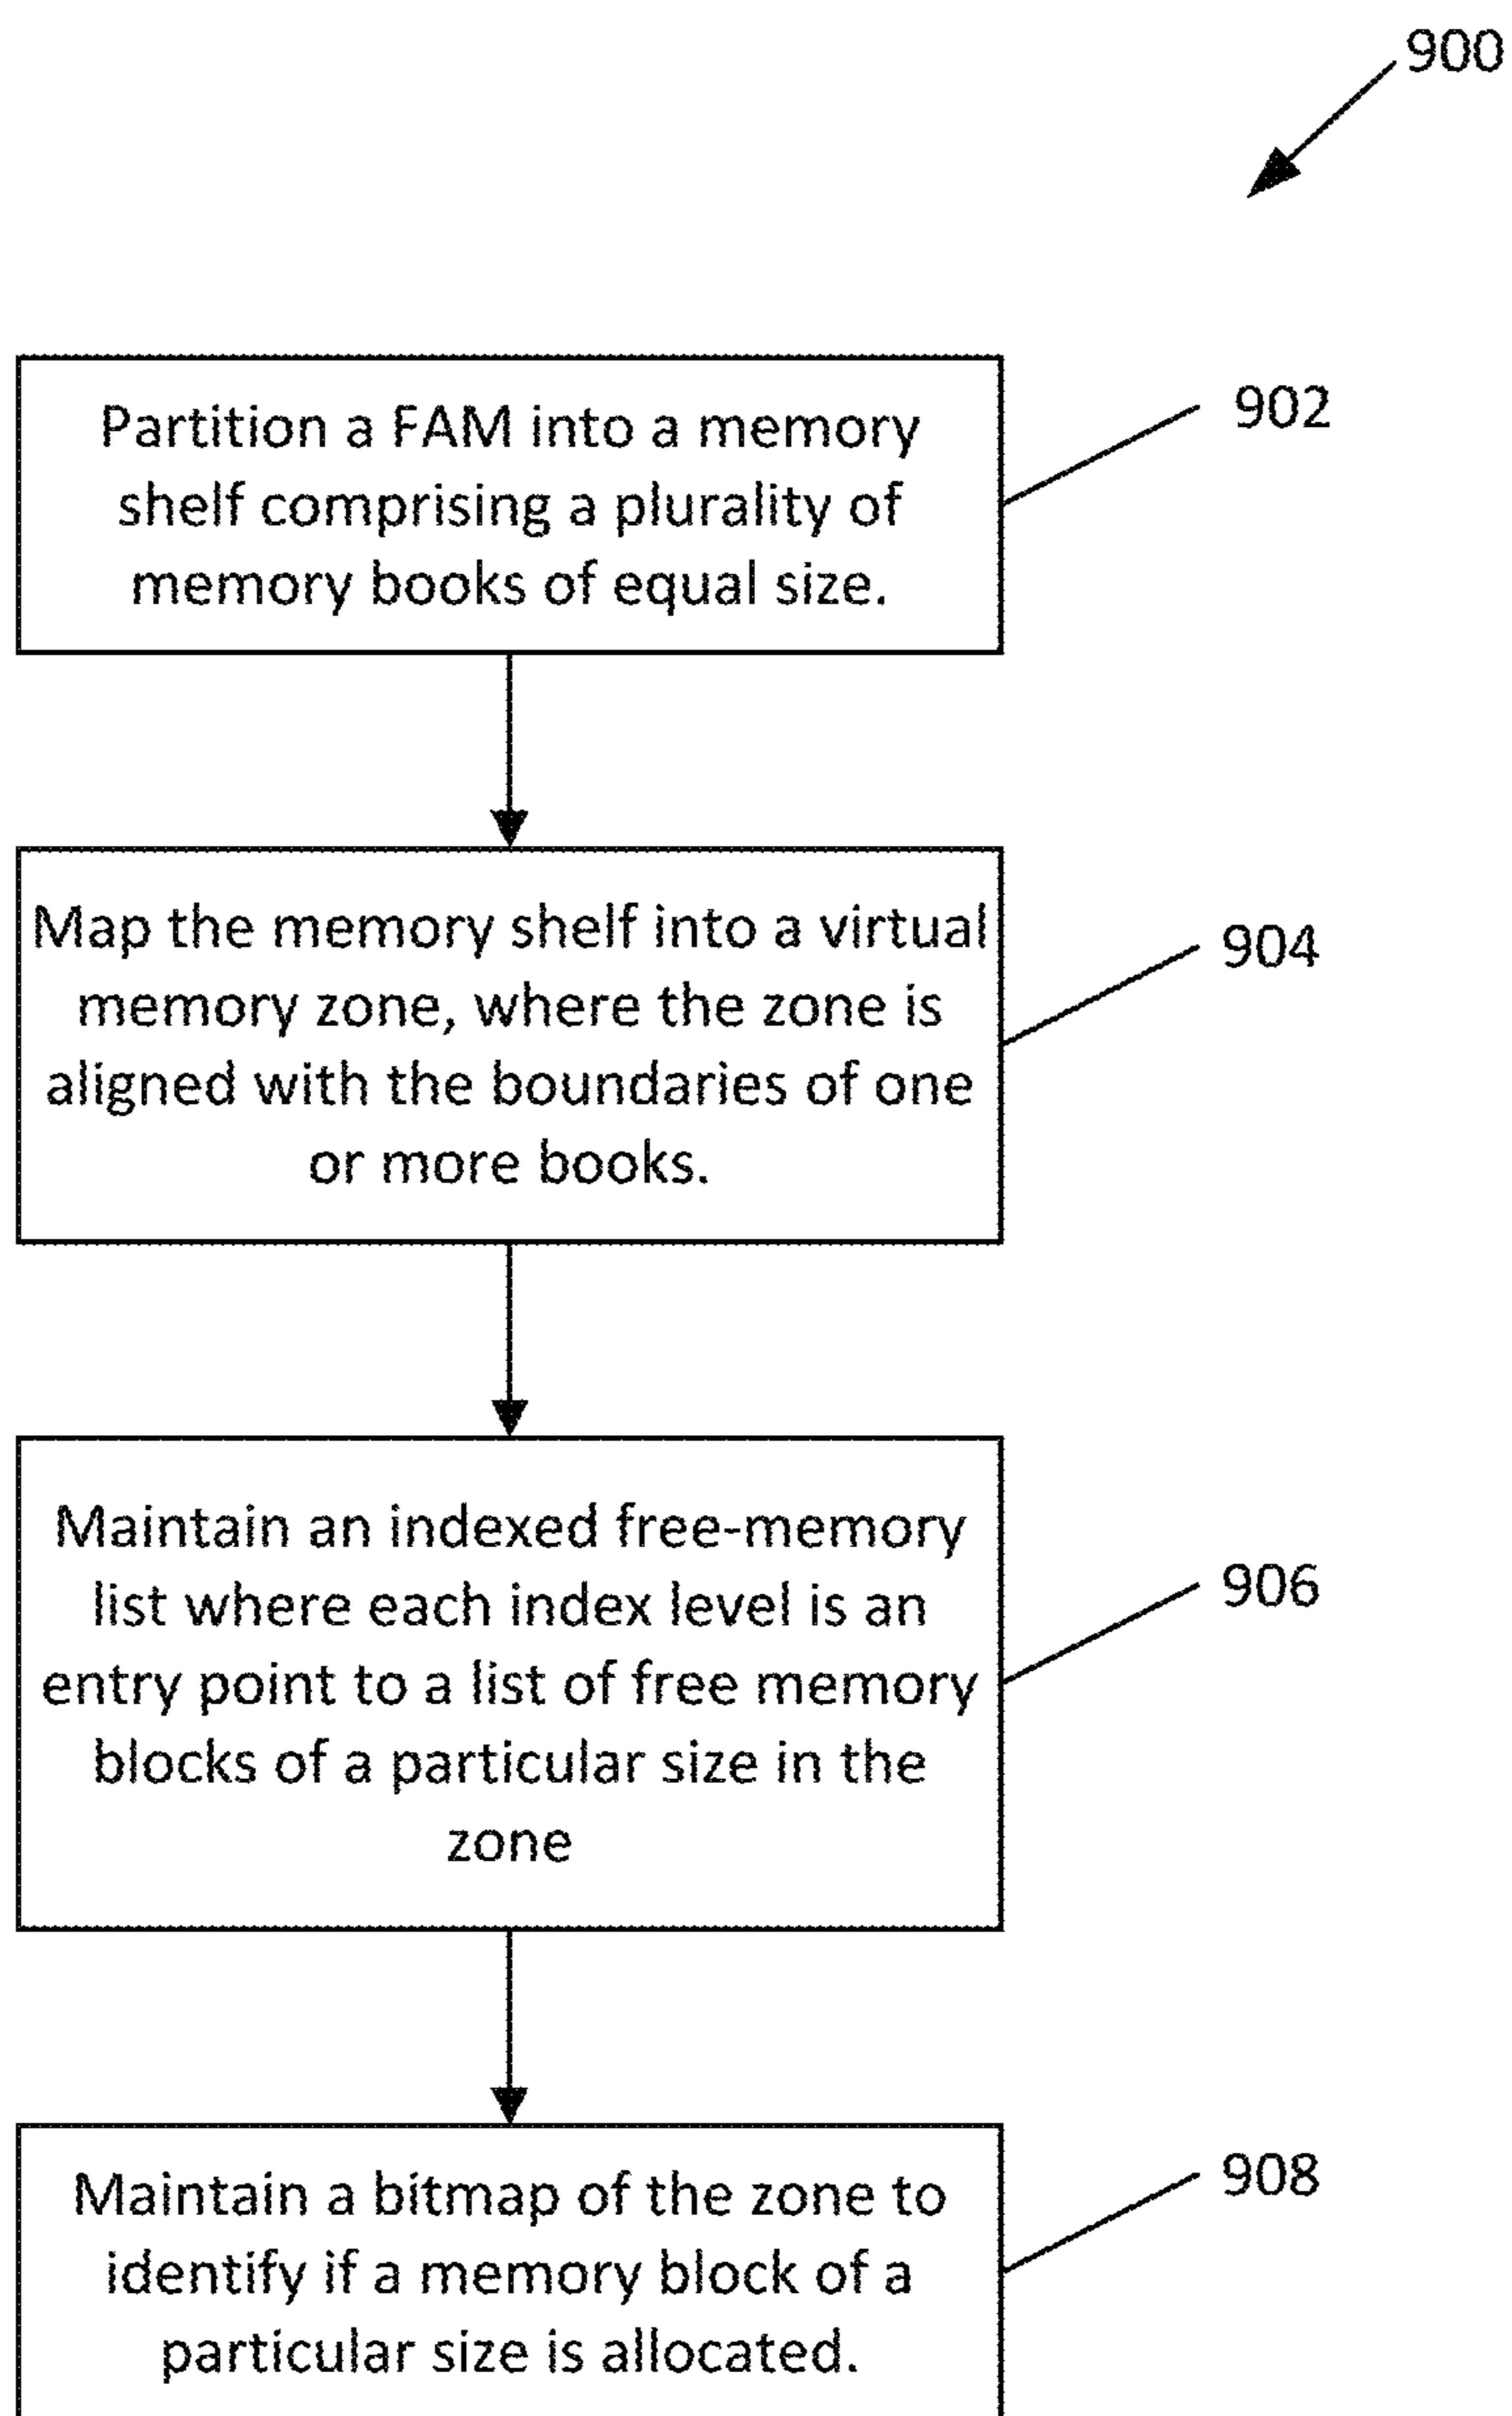 900
Partition a FAM into a memory
shelf comprising a plurality of
memory books of equal size.
902
Map the memory shelf into a virtual
memory zone, where the zone is
aligned with the boundaries of one
or more books.
904
Maintain an indexed free-memory
list where each index level is an
entry point to a list of free memory
blocks of a particular size in the
zone
906
Maintain a bitmap of the zone to
identify if a memory block of a
particular size is allocated.
908